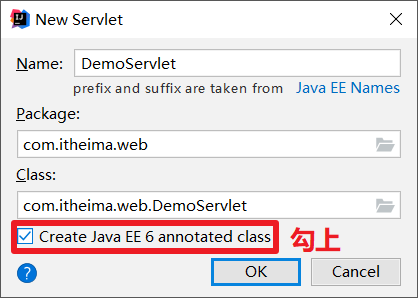 New Servlet
Name: DemoServlet
prefix and suffix are taken from Java EE Names
Package:
com.itheima.web
Class:
com.itheima.web.DemoServlet
Create Java EE 6 annotated class 勾上
? OK Cancel